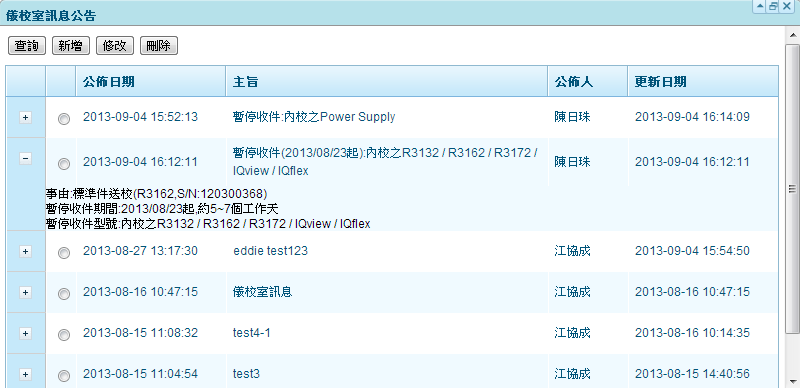 儀校室訊息公告
查詢 新增 修改 刪除
公佈日期 主旨 公佈人 更新日期
2013-09-04 15:52:13 暫停收件:內校之Power Supply 陳日珠 2013-09-04 16:14:09
2013-09-04 16:12:11 暫停收件(2013/08/23起):內校之R3132 / R3162 / R3172 / 陳日珠 2013-09-04 16:12:11
IQview / IQflex
事由:標準件送校(R3162,S/N:120300368)
暫停收件期間:2013/08/23起,約5~7個工作天
暫停收件型號:內校之R3132 / R3162 / R3172 / IQview / IQflex
2013-08-27 13:17:30 eddie test123 江協成 2013-09-04 15:54:50
2013-08-16 10:47:15 儀校室訊息 江協成 2013-08-16 10:47:15
2013-08-15 11:08:32 test4-1 江協成 2013-08-16 10:14:35
2013-08-15 11:04:54 test3 江協成 2013-08-15 14:40:56